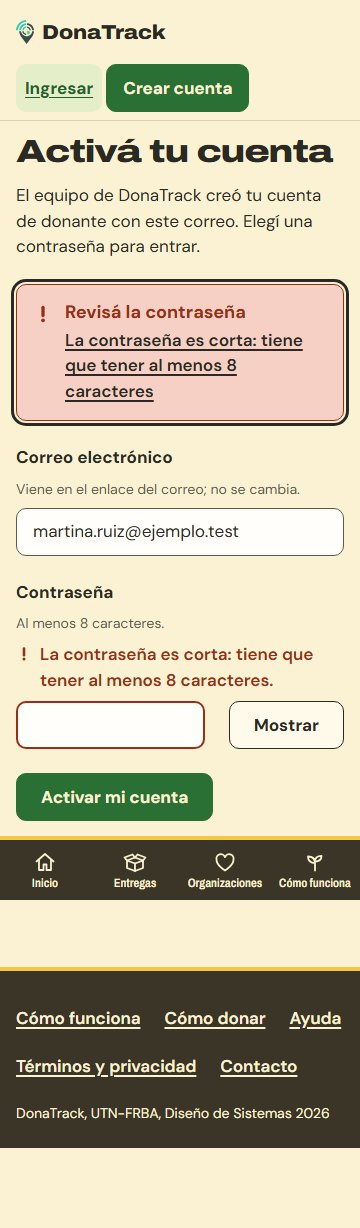 DonaTrack
Ingresar
Crear cuenta
Activá tu cuenta
El equipo de DonaTrack creó tu cuenta
de donante con este correo. Elegí una
contraseña para entrar.
Revisá la contraseña
La contraseña es corta: tiene
que tener al menos 8
caracteres
Correo electrónico
Viene en el enlace del correo; no se cambia.
martina.ruiz@ejemplo.test
Contraseña
Al menos 8 caracteres.
La contraseña es corta: tiene que
tener al menos 8 caracteres.
Mostrar
Activar mi cuenta
Inicio
Entregas
Organizaciones
Cómo funciona
Cómo funciona
Cómo donar
Ayuda
Términos y privacidad
Contacto
DonaTrack, UTN-FRBA, Diseño de Sistemas 2026